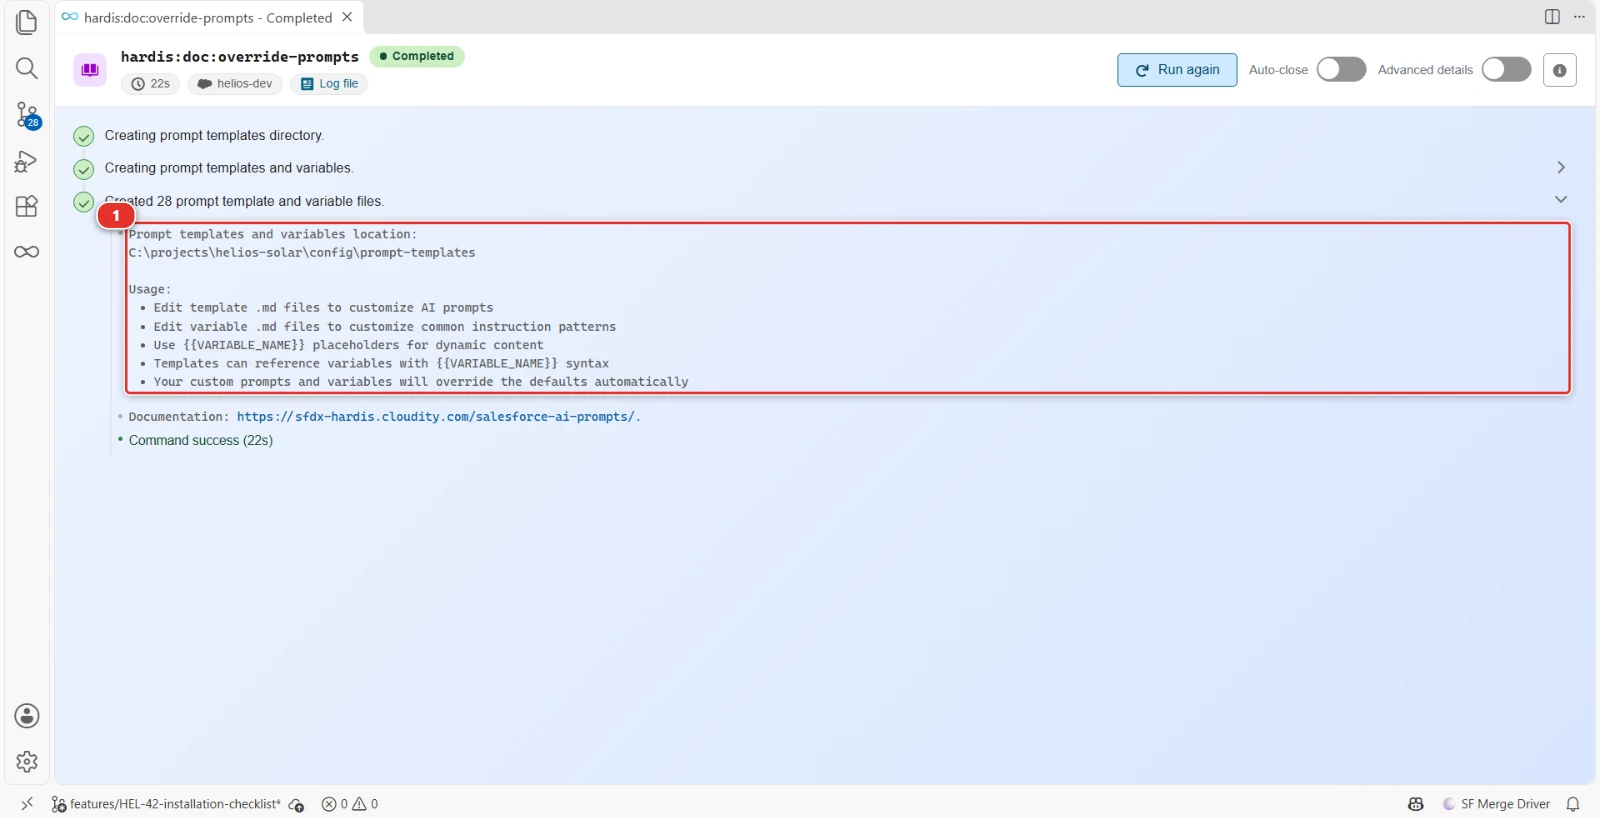 hardis:doc:override-prompts - Completed
hardis:doc:override-prompts
Completed
22s
helios-dev
Log file
Run again
Auto-close
Advanced details
28
Creating prompt templates directory.
Creating prompt templates and variables.
Created 28 prompt template and variable files.
1
Prompt templates and variables location:
C:\projects\helios-solar\config\prompt-templates
Usage:
• Edit template .md files to customize AI prompts
• Edit variable .md files to customize common instruction patterns
• Use {{VARIABLE_NAME}} placeholders for dynamic content
• Templates can reference variables with {{VARIABLE_NAME}} syntax
• Your custom prompts and variables will override the defaults automatically
Documentation: https://sfdx-hardis.cloudity.com/salesforce-ai-prompts/.
Command success (22s)
features/HEL-42-installation-checklist*
0
0
SF Merge Driver